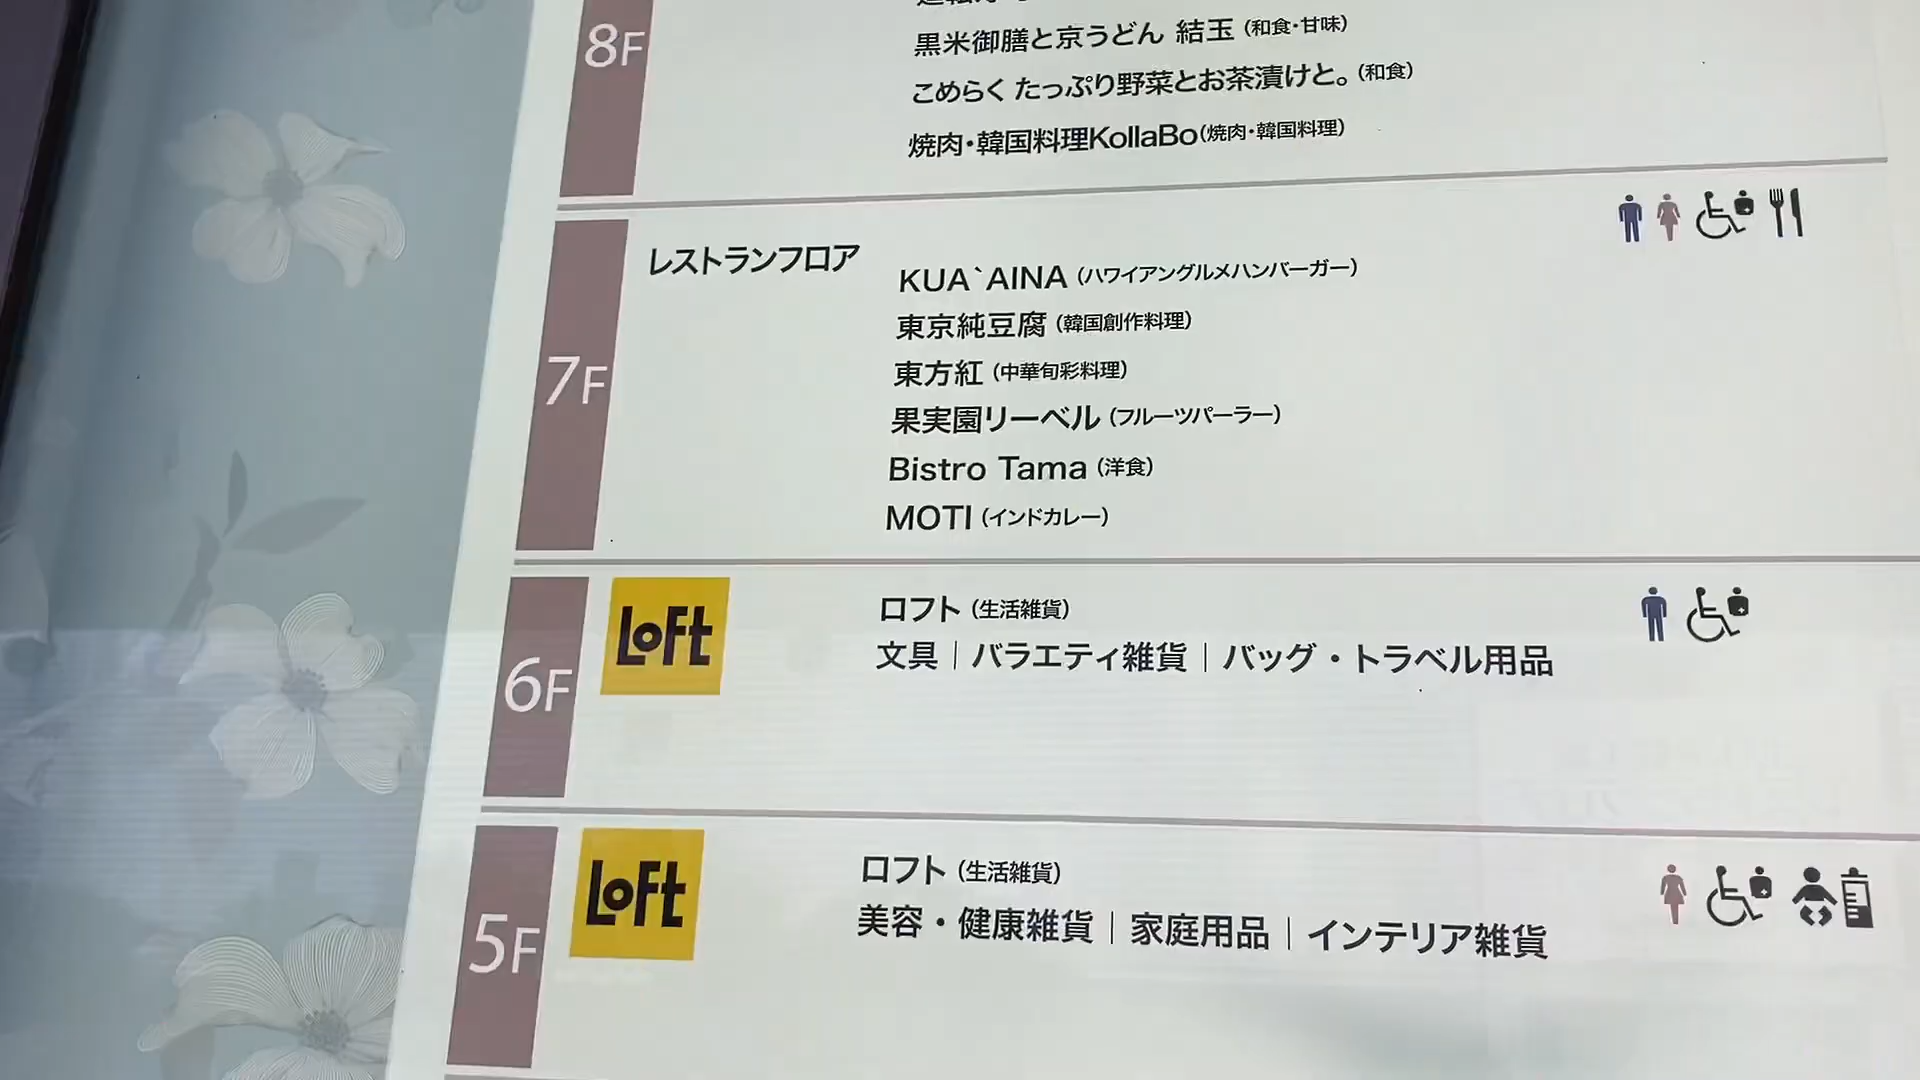 8F
黒米御膳と京うどん 結玉（和食・甘味）
こめらく たっぷり野菜とお茶漬けと。（和食）
焼肉・韓国料理KollaBo（焼肉・韓国料理）
7F
レストランフロア
KUA`AINA（ハワイアングルメハンバーガー）
東京純豆腐（韓国創作料理）
東方紅（中華旬彩料理）
果実園リーベル（フルーツパーラー）
Bistro Tama（洋食）
MOTI（インドカレー）
6F
LOFT
ロフト（生活雑貨）
文具｜バラエティ雑貨｜バッグ・トラベル用品
5F
LOFT
ロフト（生活雑貨）
美容・健康雑貨｜家庭用品｜インテリア雑貨